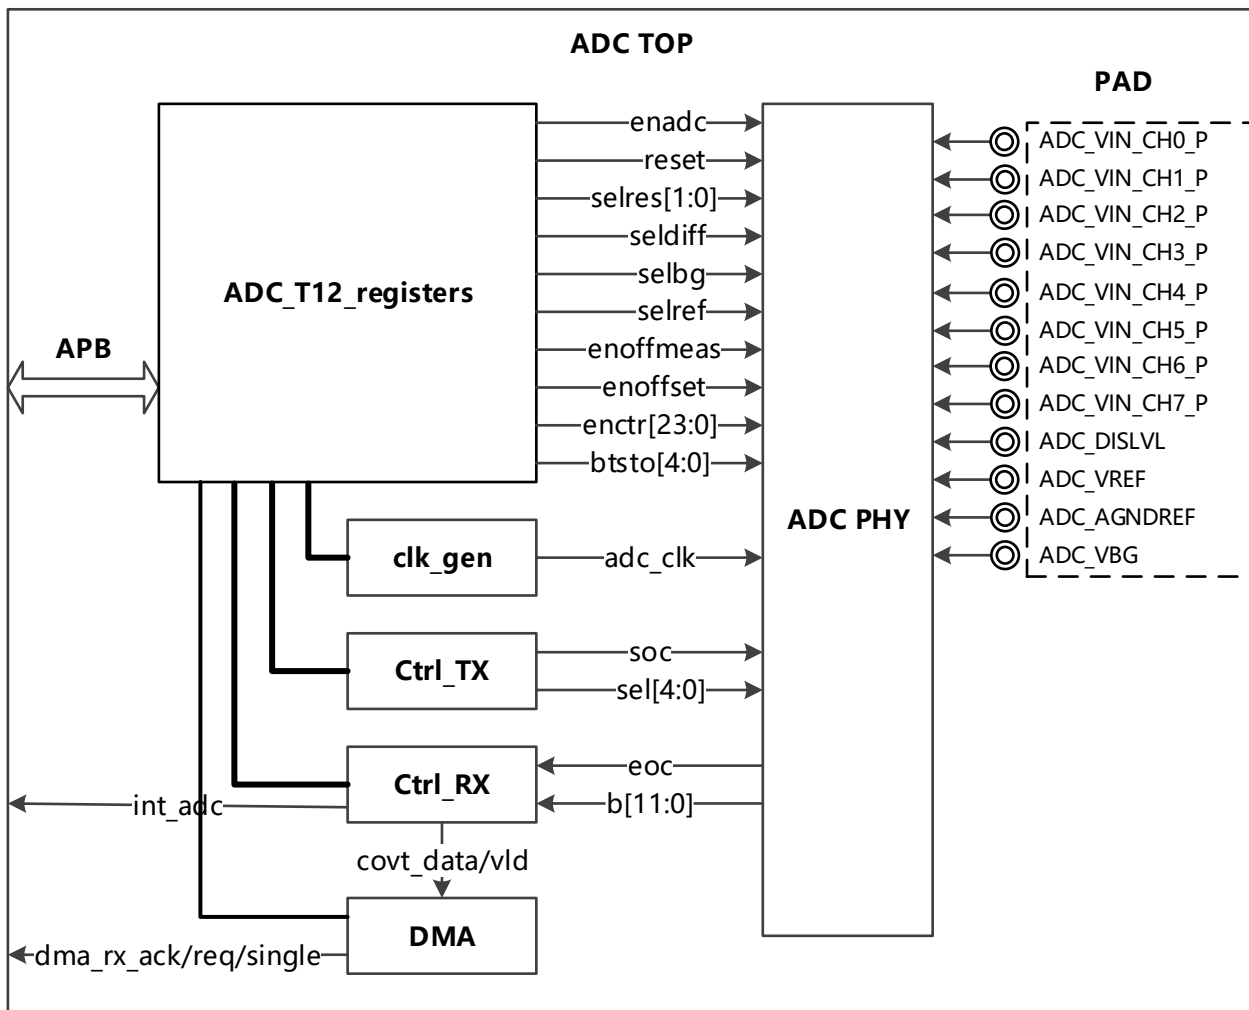 ADC TOP
PAD
ADC_T12_registers
APB
enadc
reset
selres[1:0]
seldiff
selbg
selref
enoffmeas
enoffset
enctr[23:0]
btsto[4:0]
clk_gen
adc_clk
Ctrl_TX
soc
sel[4:0]
Ctrl_RX
eoc
b[11:0]
int_adc
covt_data/vld
DMA
dma_rx_ack/req/single
ADC PHY
ADC_VIN_CH0_P
ADC_VIN_CH1_P
ADC_VIN_CH2_P
ADC_VIN_CH3_P
ADC_VIN_CH4_P
ADC_VIN_CH5_P
ADC_VIN_CH6_P
ADC_VIN_CH7_P
ADC_DISLVL
ADC_VREF
ADC_AGNDREF
ADC_VBG